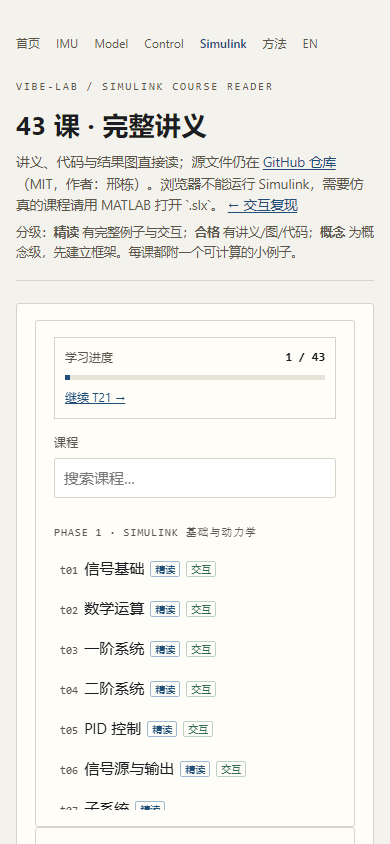 首页 IMU Model Control Simulink 方法 EN
VIBE-LAB / SIMULINK COURSE READER
43 课 · 完整讲义
讲义、代码与结果图直接读；源文件仍在 GitHub 仓库
（MIT，作者：邢栋）。浏览器不能运行 Simulink，需要仿
真的课程请用 MATLAB 打开 `.slx`。 ← 交互复现
分级：精读 有完整例子与交互；合格 有讲义/图/代码；概念 为概
念级，先建立框架。每课都附一个可计算的小例子。
学习进度 1 / 43
继续 T21 →
课程
搜索课程…
PHASE 1 · SIMULINK 基础与动力学
t01 信号基础 精读 交互
t02 数学运算 精读 交互
t03 一阶系统 精读 交互
t04 二阶系统 精读 交互
t05 PID 控制 精读 交互
t06 信号源与输出 精读 交互
t07 子系统 精读